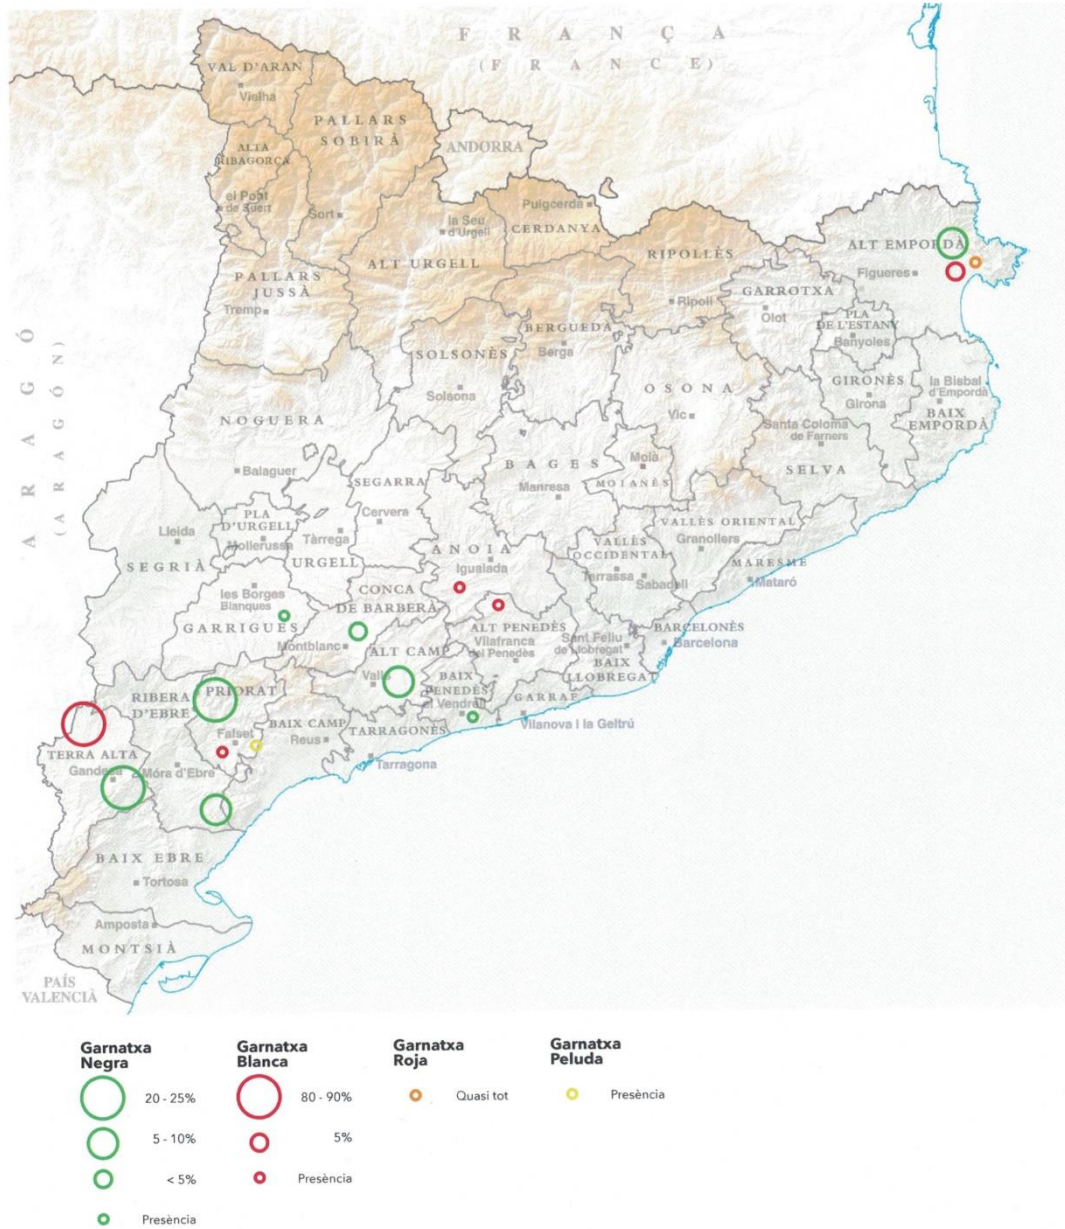 F R A N Ç A
(F R A N C E)
VAL D'ARAN
Vielha
PALLARS
SOBIRÀ
ANDORRA
ALTA
RIBAGORÇA
el Pont
de Suert
Sort
la Seu
d'Urgell
Puigcerdà
CERDANYA
ALT URGELL
RIPOLLÈS
ALT EMPORDÀ
Figueres
PALLARS
JUSSÀ
Tremp
Ripoll
GARROTXA
Olot
PLA
DE L'ESTANY
Banyoles
BERGUEDÀ
Berga
SOLSONÈS
Solsona
OSONA
Vic
GIRONÈS
Girona
la Bisbal
d'Empordà
BAIX
EMPORDÀ
A R A G Ó
(A R A G Ó N)
NOGUERA
Balaguer
Santa Coloma
de Farners
SELVA
BAGES
Manresa
Moià
MOIANÈS
SEGARRA
Cervera
PLA
D'URGELL
Mollerussa
Lleida
SEGRIÀ
Tàrrega
URGELL
ANOIA
Igualada
VALLÈS ORIENTAL
Granollers
VALLÈS
OCCIDENTAL
Terrassa
Sabadell
MARESME
Mataró
les Borges
Blanques
GARRIGUES
CONCA
DE BARBERÀ
Montblanc
ALT PENEDÈS
Vilafranca
del Penedès
Sant Feliu
de Llobregat
BARCELONÈS
Barcelona
BAIX
LLOBREGAT
ALT CAMP
Valls
BAIX
PENEDÈS
el Vendrell
GARRAF
Vilanova i la Geltrú
RIBERA
D'EBRE
PRIORAT
Falset
BAIX CAMP
Reus
TARRAGONÈS
Tarragona
TERRA ALTA
Gandesa
Móra d'Ebre
BAIX EBRE
Tortosa
Amposta
MONTSIÀ
PAÍS
VALENCIÀ
Garnatxa
Negra
20 - 25%
5 - 10%
< 5%
Presència
Garnatxa
Blanca
80 - 90%
5%
Presència
Garnatxa
Roja
Quasi tot
Garnatxa
Peluda
Presència